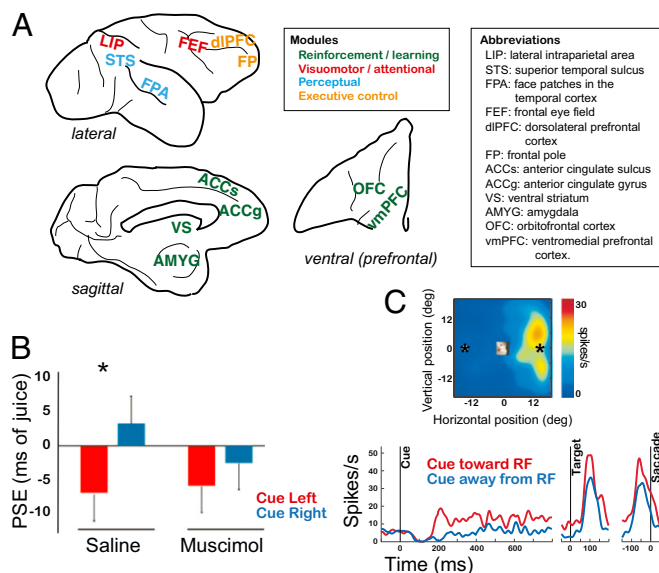 A
LIP
STS
FEF
dlPFC
FP
FPA
lateral
ACCs
ACCg
VS
AMYG
sagittal
Modules
Reinforcement / learning
Visuomotor / attentional
Perceptual
Executive control
OFC
vmPFC
ventral (prefrontal)
Abbreviations
LIP: lateral intraparietal area
STS: superior temporal sulcus
FPA: face patches in the
temporal cortex
FEF: frontal eye field
dlPFC: dorsolateral prefrontal
cortex
FP: frontal pole
ACCs: anterior cingulate sulcus
ACCg: anterior cingulate gyrus
VS: ventral striatum
AMYG: amygdala
OFC: orbitofrontal cortex
vmPFC: ventromedial prefrontal
cortex.
B
PSE (ms of juice)
10
5
0
-5
-10
*
Cue Left
Cue Right
Saline
Muscimol
C
Vertical position (deg)
12
0
-12
* *
-12 0 12
Horizontal position (deg)
30
spikes/s
0
Spikes/s
50
40
30
20
10
0
Cue
Cue toward RF
Cue away from RF
Target
Saccade
0 200 400 600
0 100
-100 0
Time (ms)